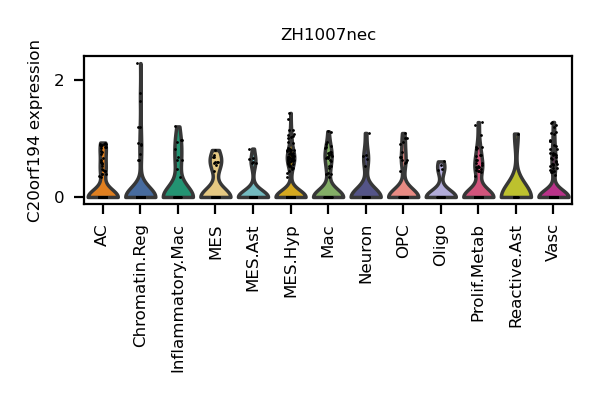 ZH1007nec
C20orf194 expression
2
0
AC
Chromatin.Reg
Inflammatory.Mac
MES
MES.Ast
MES.Hyp
Mac
Neuron
OPC
Oligo
Prolif.Metab
Reactive.Ast
Vasc